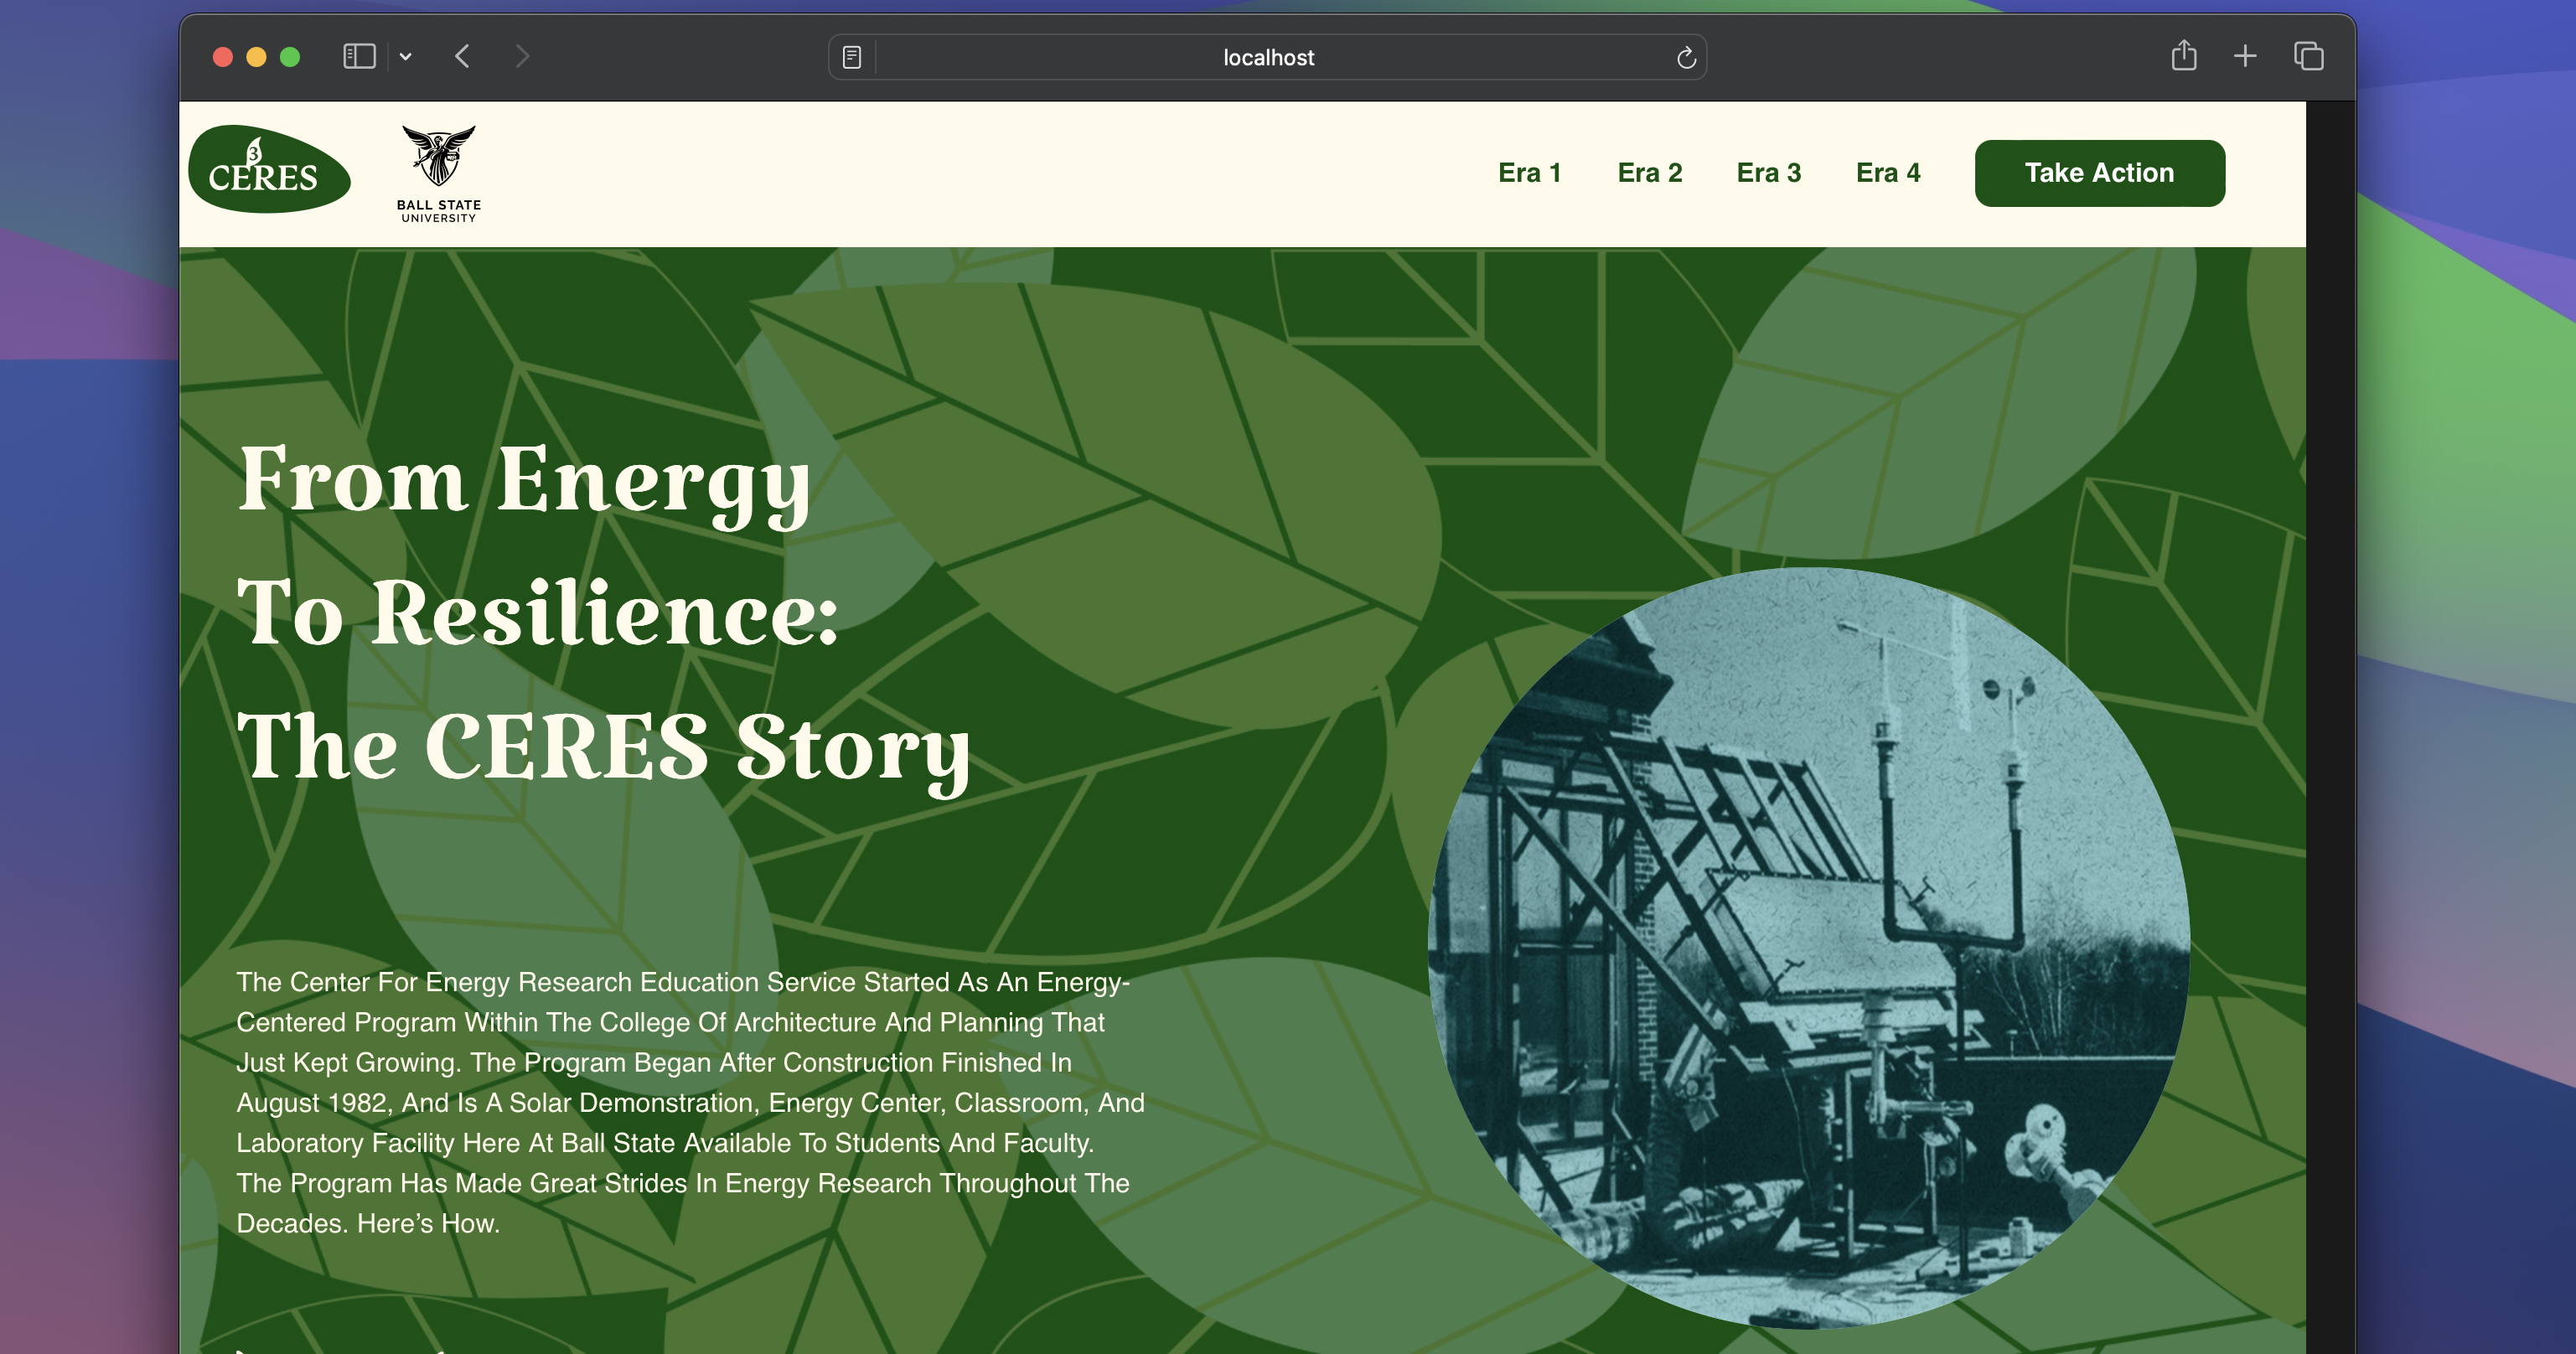 localhost
3
CERES
BALL STATE
UNIVERSITY
Era 1
Era 2
Era 3
Era 4
Take Action
From Energy
To Resilience:
The CERES Story
The Center For Energy Research Education Service Started As An Energy-
Centered Program Within The College Of Architecture And Planning That
Just Kept Growing. The Program Began After Construction Finished In
August 1982, And Is A Solar Demonstration, Energy Center, Classroom, And
Laboratory Facility Here At Ball State Available To Students And Faculty.
The Program Has Made Great Strides In Energy Research Throughout The
Decades. Here’s How.